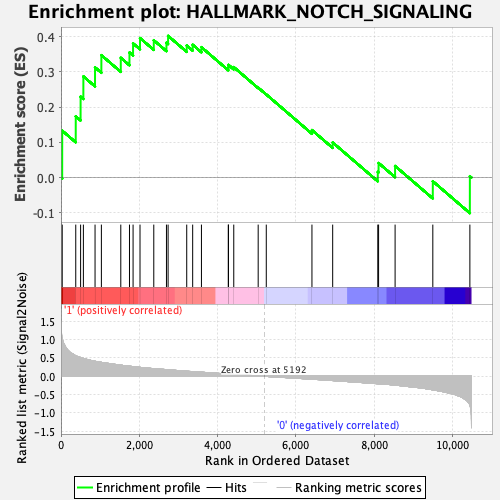 Enrichment plot: HALLMARK_NOTCH_SIGNALING
Enrichment score (ES)
0.4
0.3
0.2
0.1
0.0
-0.1
'1' (positively correlated)
Ranked list metric (Signal2Noise)
1.5
1.0
0.5
0.0
-0.5
-1.0
-1.5
Zero cross at 5192
'0' (negatively correlated)
0 2,000 4,000 6,000 8,000 10,000
Rank in Ordered Dataset
Enrichment profile Hits Ranking metric scores